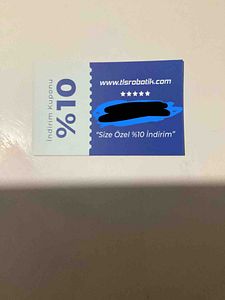 İndirim Kuponu
%10
www.tlsrobotik.com
"Size Özel %10 İndirim"